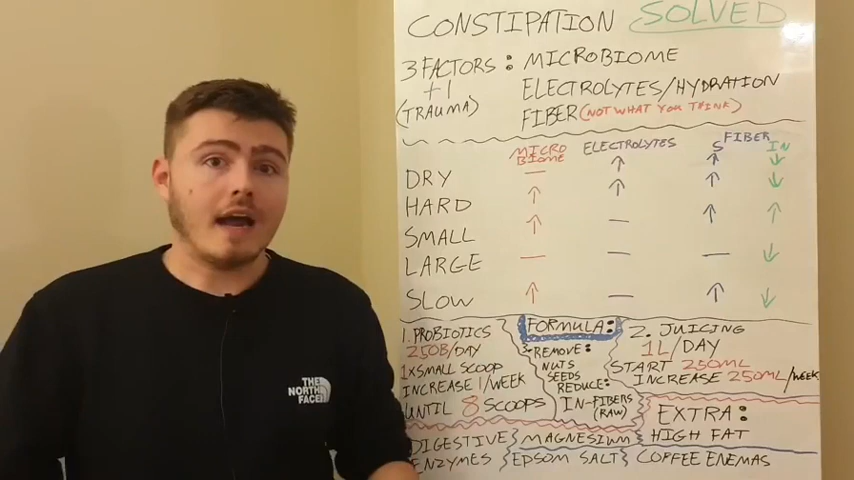 CONSTIPATION SOLVED
3 FACTORS: MICROBIOME
+1 ELECTROLYTES/HYDRATION
(TRAUMA) FIBER (NOT WHAT YOU THINK)
MICRO BIOME ELECTROLYTES S FIBER IN
DRY — ↑ ↑ ↓
HARD ↑ ↑ ↑ ↓
SMALL ↑ — ↑ ↑
LARGE — — — ↓
SLOW ↑ — ↑ ↓
FORMULA:
1. PROBIOTICS
250B/DAY
1 X SMALL SCOOP
INCREASE 1/WEEK
UNTIL 8 SCOOPS
3. REMOVE:
NUTS
SEEDS
REDUCE:
IN-FIBERS
(RAW)
2. JUICING
1L/DAY
START 250ML
INCREASE 250ML/WEEK
EXTRA:
DIGESTIVE ENZYMES
MAGNESIUM
EPSOM SALT
HIGH FAT
COFFEE ENEMAS
THE
NORTH
FACE